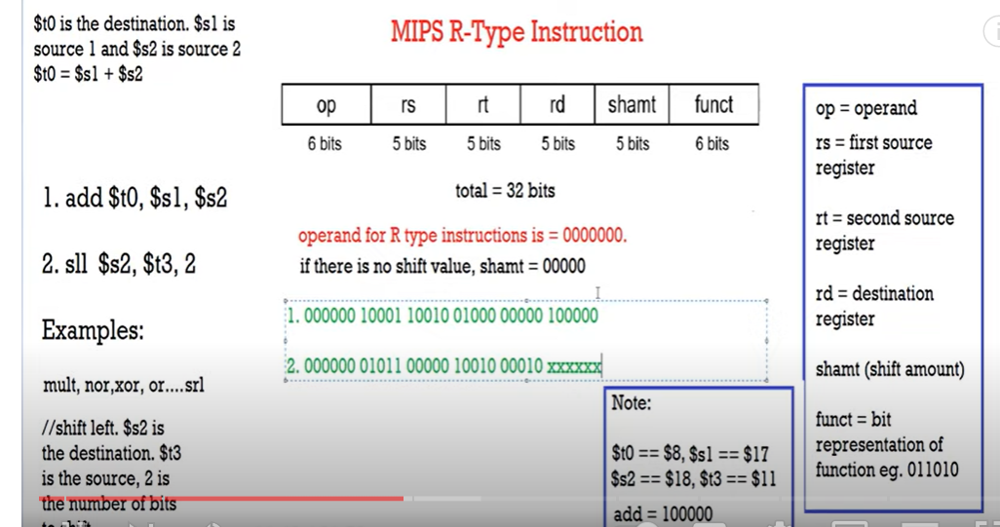 $t0 is the destination. $s1 is
source 1 and $s2 is source 2
$t0 = $s1 + $s2
MIPS R-Type Instruction
op rs rt rd shamt funct
6 bits 5 bits 5 bits 5 bits 5 bits 6 bits
total = 32 bits
1. add $t0, $s1, $s2
2. sll $s2, $t3, 2
operand for R type instructions is = 0000000.
if there is no shift value, shamt = 00000
1. 000000 10001 10010 01000 00000 100000
2. 000000 01011 00000 10010 00010 xxxxxx
Examples:
mult, nor,xor, or....srl
//shift left. $s2 is
the destination. $t3
is the source, 2 is
the number of bits
Note:
$t0 == $8, $s1 == $17
$s2 == $18, $t3 == $11
add = 100000
op = operand
rs = first source
register
rt = second source
register
rd = destination
register
shamt (shift amount)
funct = bit
representation of
function eg. 011010